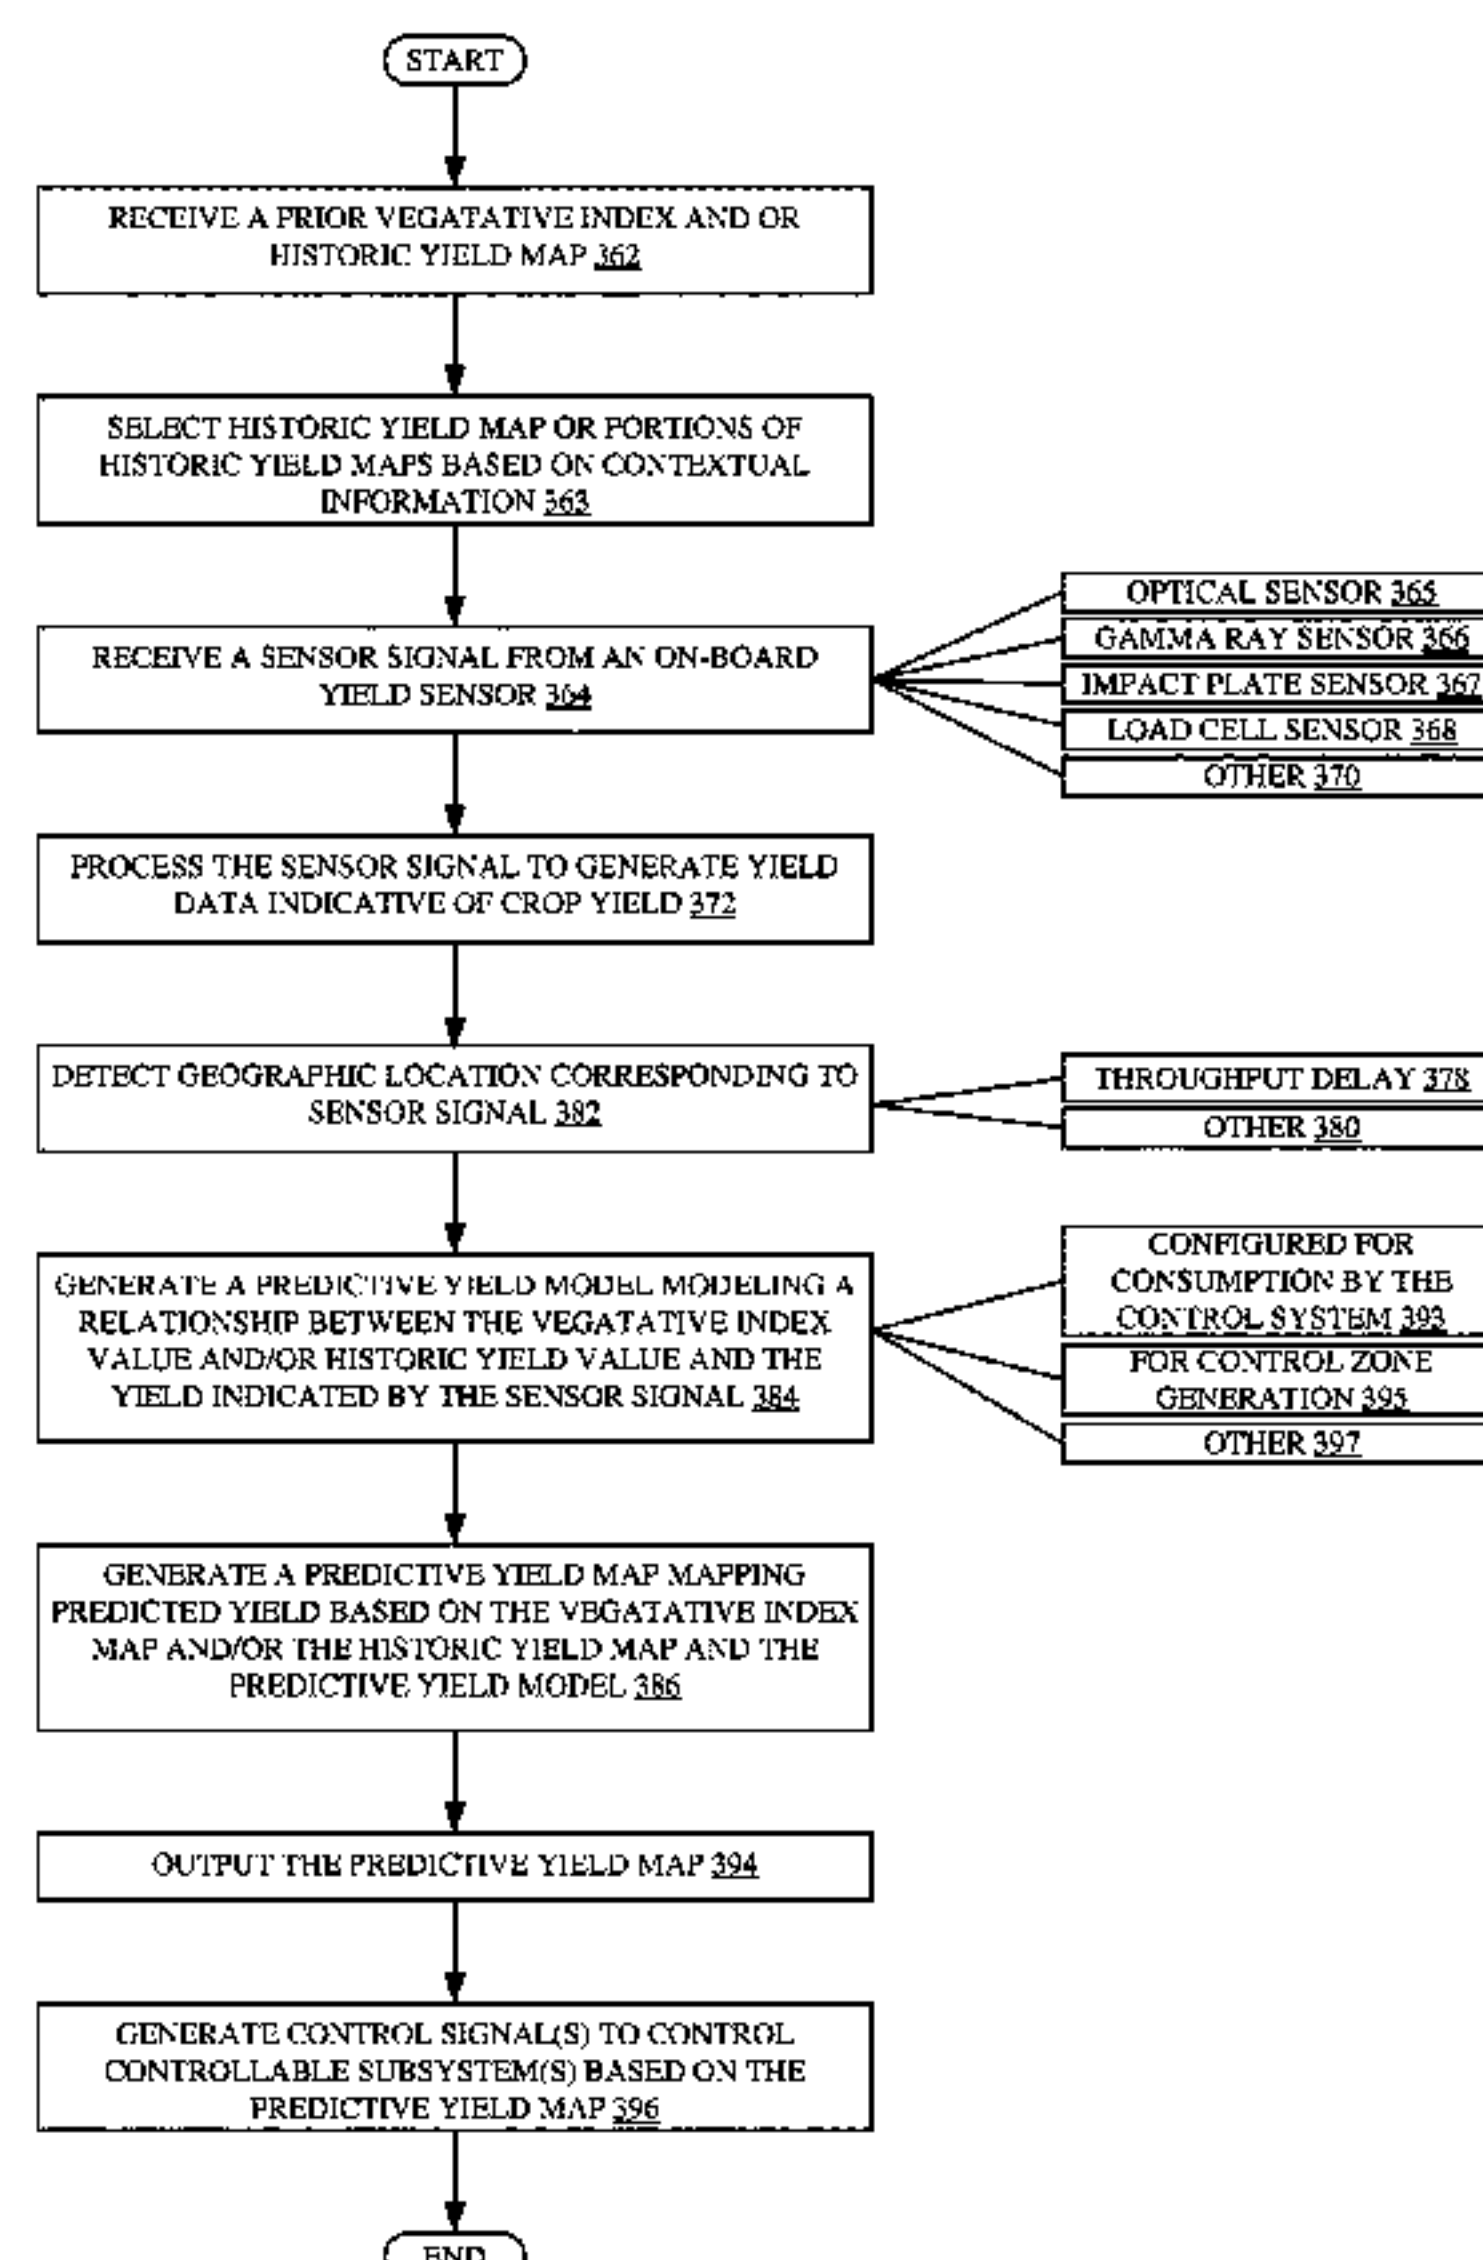 START
RECEIVE A PRIOR VEGATATIVE INDEX AND OR
HISTORIC YIELD MAP 362
SELECT HISTORIC YIELD MAP OR PORTIONS OF
HISTORIC YIELD MAPS BASED ON CONTEXTUAL
INFORMATION 363
RECEIVE A SENSOR SIGNAL FROM AN ON-BOARD
YIELD SENSOR 364
OPTICAL SENSOR 365
GAMMA RAY SENSOR 366
IMPACT PLATE SENSOR 367
LOAD CELL SENSOR 368
OTHER 370
PROCESS THE SENSOR SIGNAL TO GENERATE YIELD
DATA INDICATIVE OF CROP YIELD 372
DETECT GEOGRAPHIC LOCATION CORRESPONDING TO
SENSOR SIGNAL 382
THROUGHPUT DELAY 378
OTHER 380
GENERATE A PREDICTIVE YIELD MODEL MODELING A
RELATIONSHIP BETWEEN THE VEGATATIVE INDEX
VALUE AND/OR HISTORIC YIELD VALUE AND THE
YIELD INDICATED BY THE SENSOR SIGNAL 384
CONFIGURED FOR
CONSUMPTION BY THE
CONTROL SYSTEM 393
FOR CONTROL ZONE
GENERATION 395
OTHER 397
GENERATE A PREDICTIVE YIELD MAP MAPPING
PREDICTED YIELD BASED ON THE VEGATATIVE INDEX
MAP AND/OR THE HISTORIC YIELD MAP AND THE
PREDICTIVE YIELD MODEL 386
OUTPUT THE PREDICTIVE YIELD MAP 394
GENERATE CONTROL SIGNAL(S) TO CONTROL
CONTROLLABLE SUBSYSTEM(S) BASED ON THE
PREDICTIVE YIELD MAP 396
END